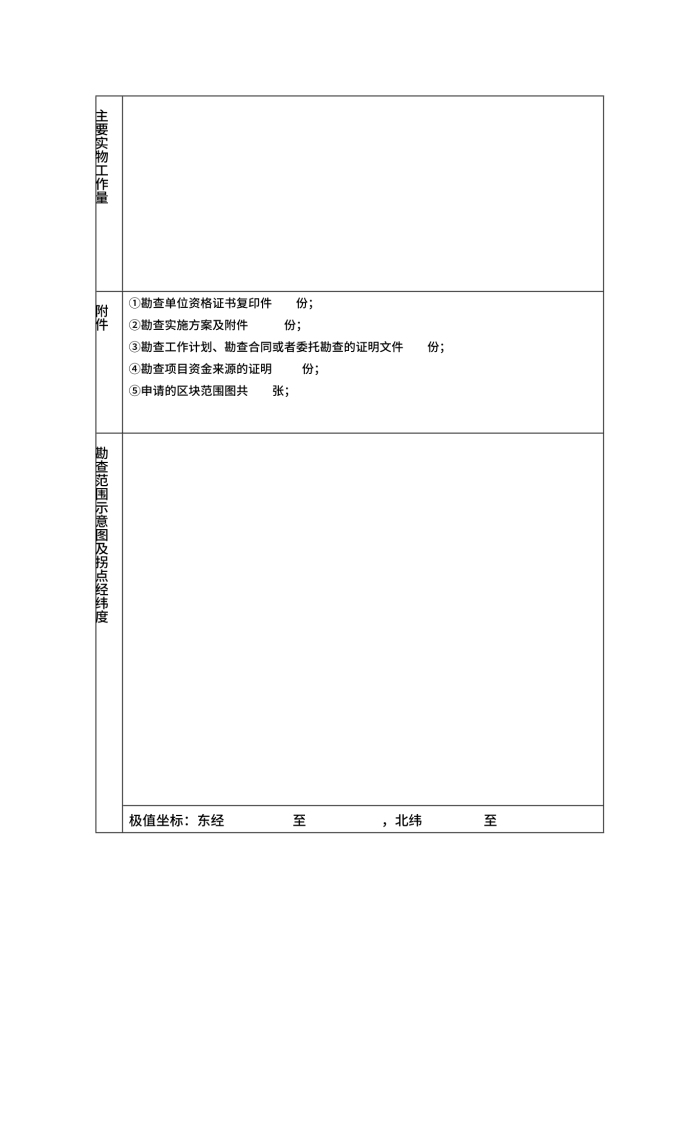 主要实物工作量
附件
①勘查单位资格证书复印件　　份；
②勘查实施方案及附件　　　份；
③勘查工作计划、勘查合同或者委托勘查的证明文件　　份；
④勘查项目资金来源的证明　　 份；
⑤申请的区块范围图共　　张；
勘查范围示意图及拐点经纬度
极值坐标：东经　　　　　至　　　　　，北纬　　　　　至